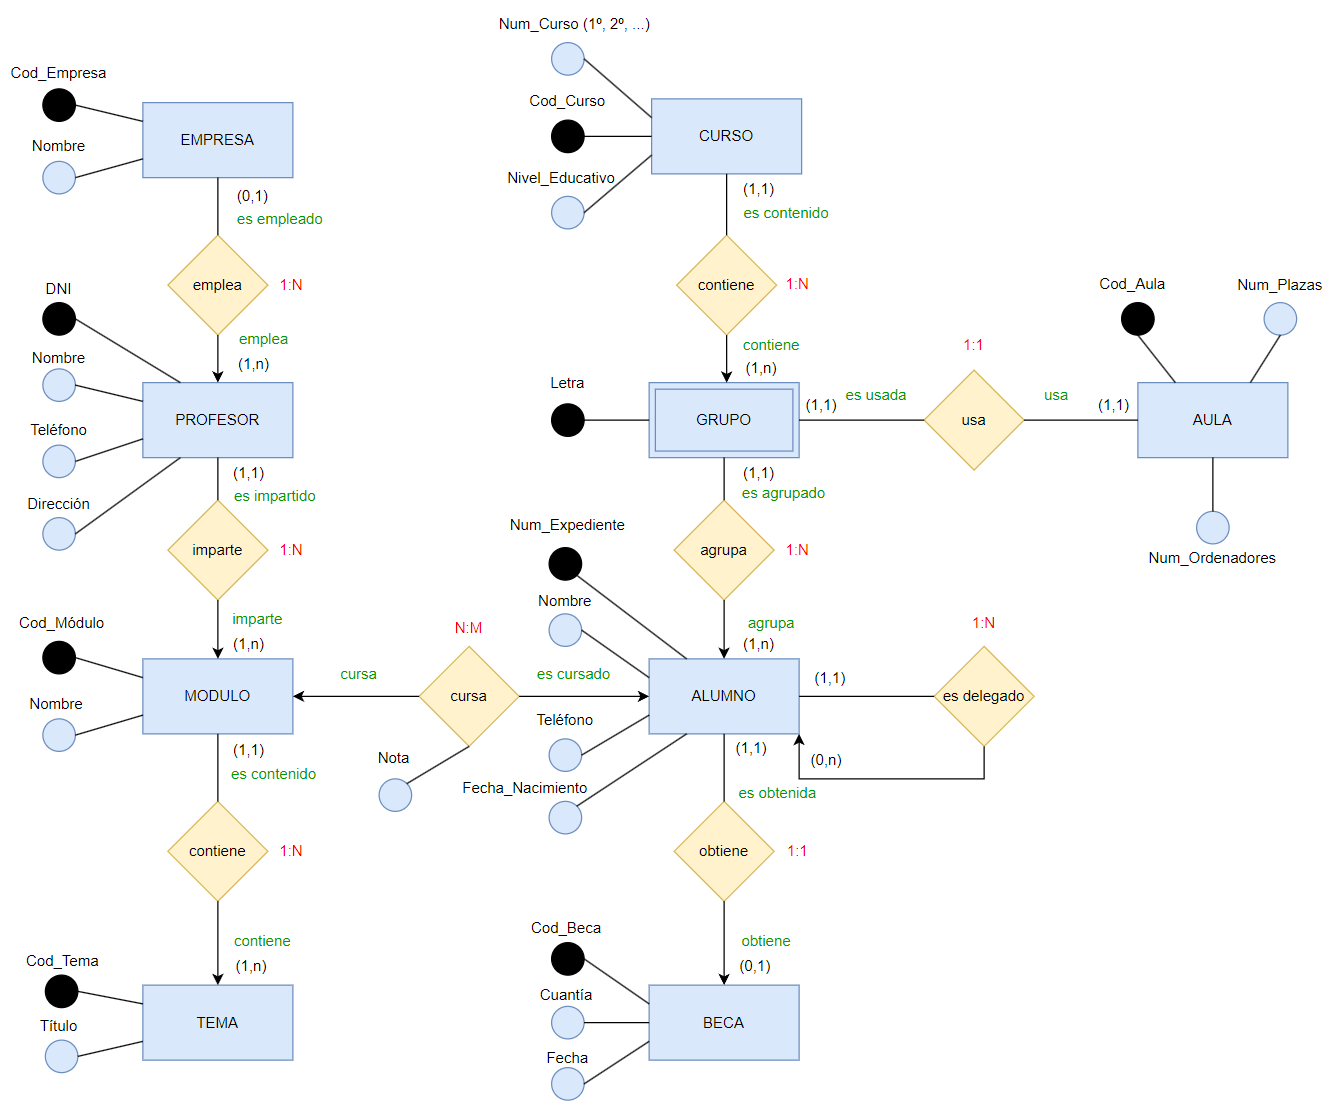 Num_Curso (1º, 2º, ...)
Cod_Empresa
Cod_Curso
EMPRESA
CURSO
Nombre
Nivel_Educativo
(0,1)
(1,1)
es empleado
es contenido
emplea
1:N
contiene
1:N
DNI
Cod_Aula
Num_Plazas
emplea
contiene
1:1
Nombre
(1,n)
(1,n)
Letra
es usada
usa
(1,1)
(1,1)
PROFESOR
GRUPO
usa
AULA
Teléfono
(1,1)
(1,1)
es impartido
es agrupado
Dirección
Num_Expediente
imparte
1:N
agrupa
1:N
Num_Ordenadores
Nombre
Cod_Módulo
imparte
N:M
agrupa
1:N
(1,n)
(1,n)
cursa
es cursado
(1,1)
MODULO
cursa
ALUMNO
es delegado
Nombre
Teléfono
(1,1)
(1,1)
Nota
(0,n)
es contenido
Fecha_Nacimiento
es obtenida
contiene
1:N
obtiene
1:1
Cod_Beca
contiene
obtiene
Cod_Tema
(1,n)
(0,1)
Cuantía
Título
TEMA
BECA
Fecha